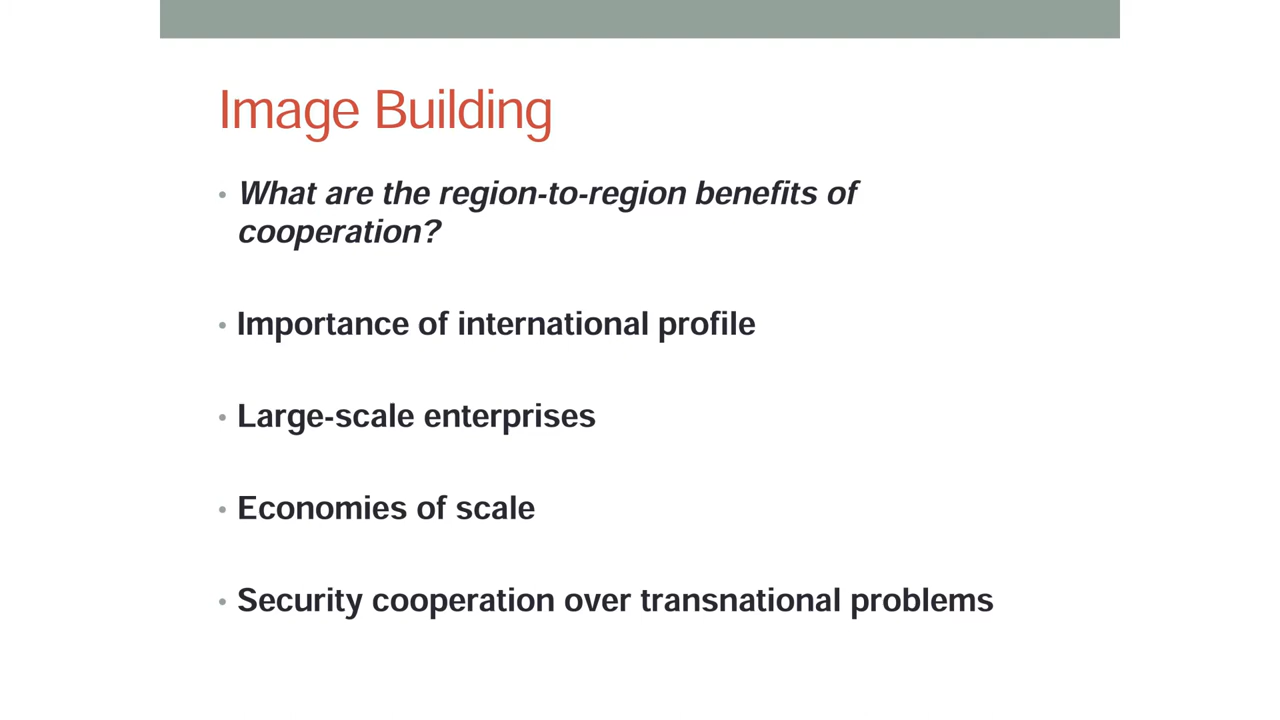 Image Building
• What are the region-to-region benefits of
cooperation?
• Importance of international profile
• Large-scale enterprises
• Economies of scale
• Security cooperation over transnational problems